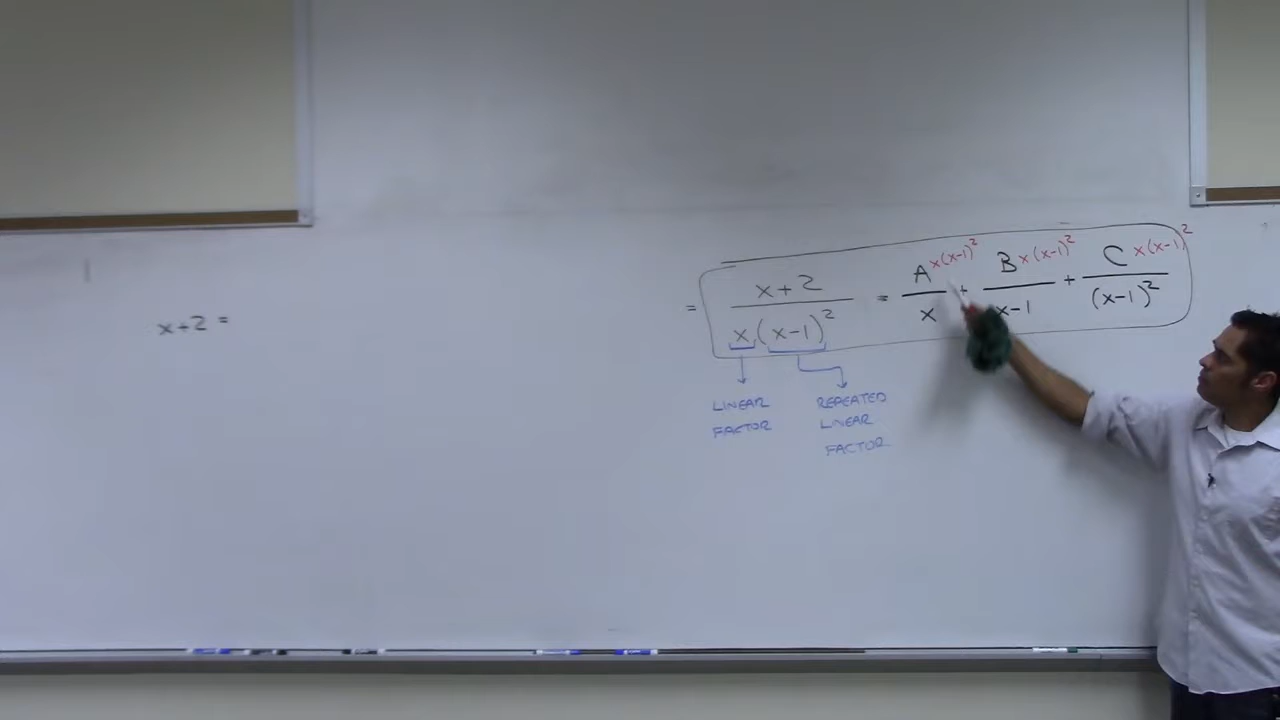 x+2 =
= x+2 / x(x-1)² = A x(x-1)² / x + B x(x-1)² / x-1 + C x(x-1)² / (x-1)²
LINEAR FACTOR
REPEATED LINEAR FACTOR